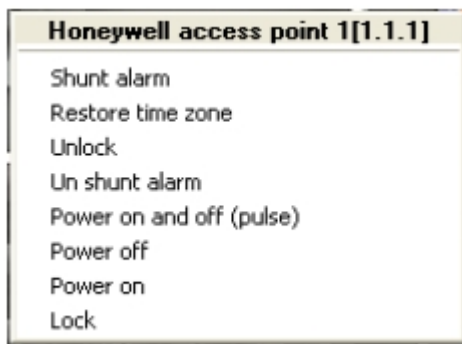 Honeywell access point 1[1.1.1]
Shunt alarm
Restore time zone
Unlock
Un shunt alarm
Power on and off (pulse)
Power off
Power on
Lock